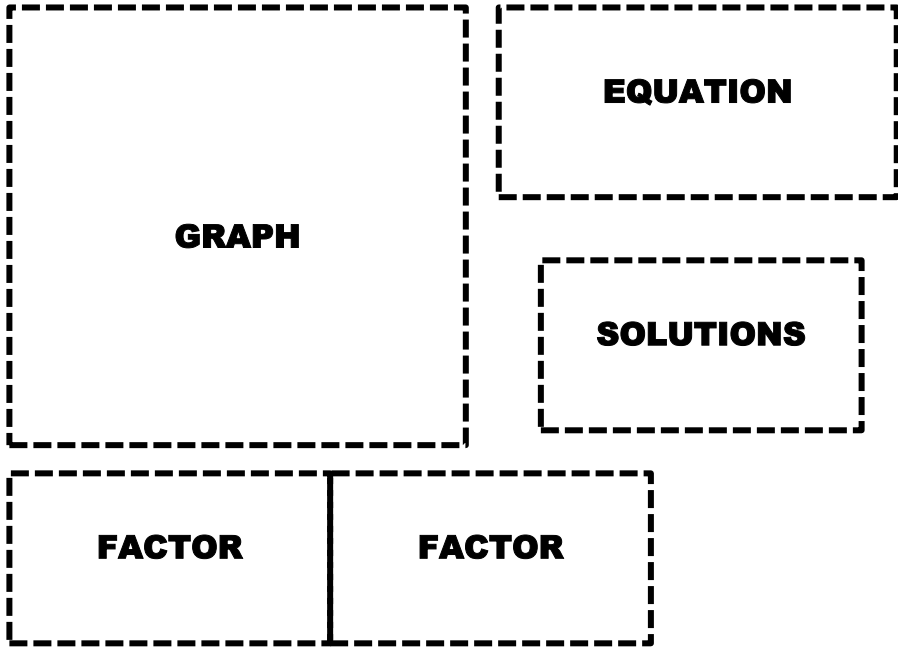 EQUATION
GRAPH
SOLUTIONS
FACTOR
FACTOR